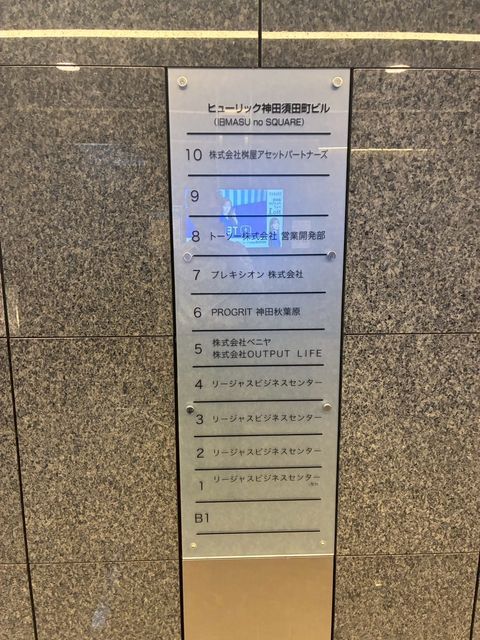 ヒューリック神田須田町ビル
（旧MASU no SQUARE）
10 株式会社桝屋アセットパートナーズ
9
8 トーソー株式会社 営業開発部
7 プレキシオン 株式会社
6 PROGRIT 神田秋葉原
5 株式会社ベニヤ
株式会社OUTPUT LIFE
4 リージャスビジネスセンター
3 リージャスビジネスセンター
2 リージャスビジネスセンター
1 リージャスビジネスセンター
B1